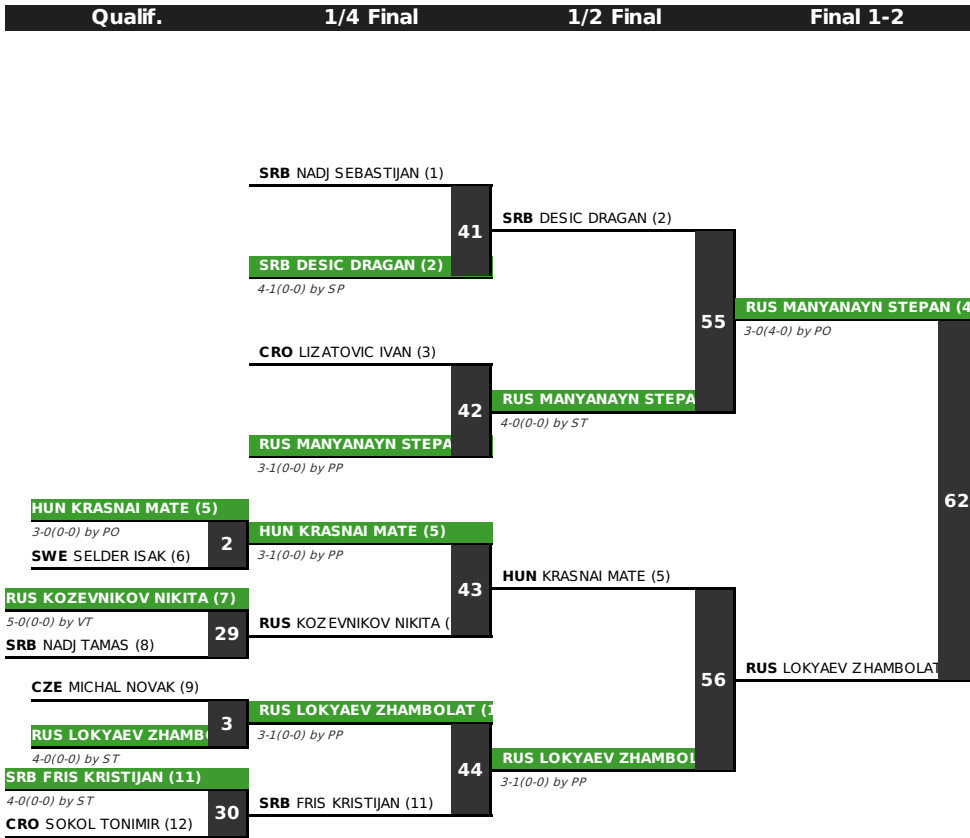 Qualif. 1/4 Final 1/2 Final Final 1-2
SRB NADJ SEBASTIJAN (1)
41
SRB DESIC DRAGAN (2)
SRB DESIC DRAGAN (2)
4-1(0-0) by SP
55
RUS MANYANAYN STEPAN (4
3-0(4-0) by PO
CRO LIZATOVIC IVAN (3)
42
RUS MANYANAYN STEPA
4-0(0-0) by ST
RUS MANYANAYN STEPA
3-1(0-0) by PP
62
HUN KRASNAI MATE (5)
3-0(0-0) by PO
2
SWE SELDER ISAK (6)
HUN KRASNAI MATE (5)
3-1(0-0) by PP
43
HUN KRASNAI MATE (5)
RUS KOZEVNIKOV NIKITA (7)
5-0(0-0) by VT
29
SRB NADJ TAMAS (8)
RUS KOZEVNIKOV NIKITA (
56
RUS LOKYAEV ZHAMBOLAT
CZE MICHAL NOVAK (9)
3
RUS LOKYAEV ZHAMBO
4-0(0-0) by ST
RUS LOKYAEV ZHAMBOLAT (1
3-1(0-0) by PP
44
RUS LOKYAEV ZHAMBOL
3-1(0-0) by PP
SRB FRIS KRISTIJAN (11)
4-0(0-0) by ST
30
CRO SOKOL TONIMIR (12)
SRB FRIS KRISTIJAN (11)